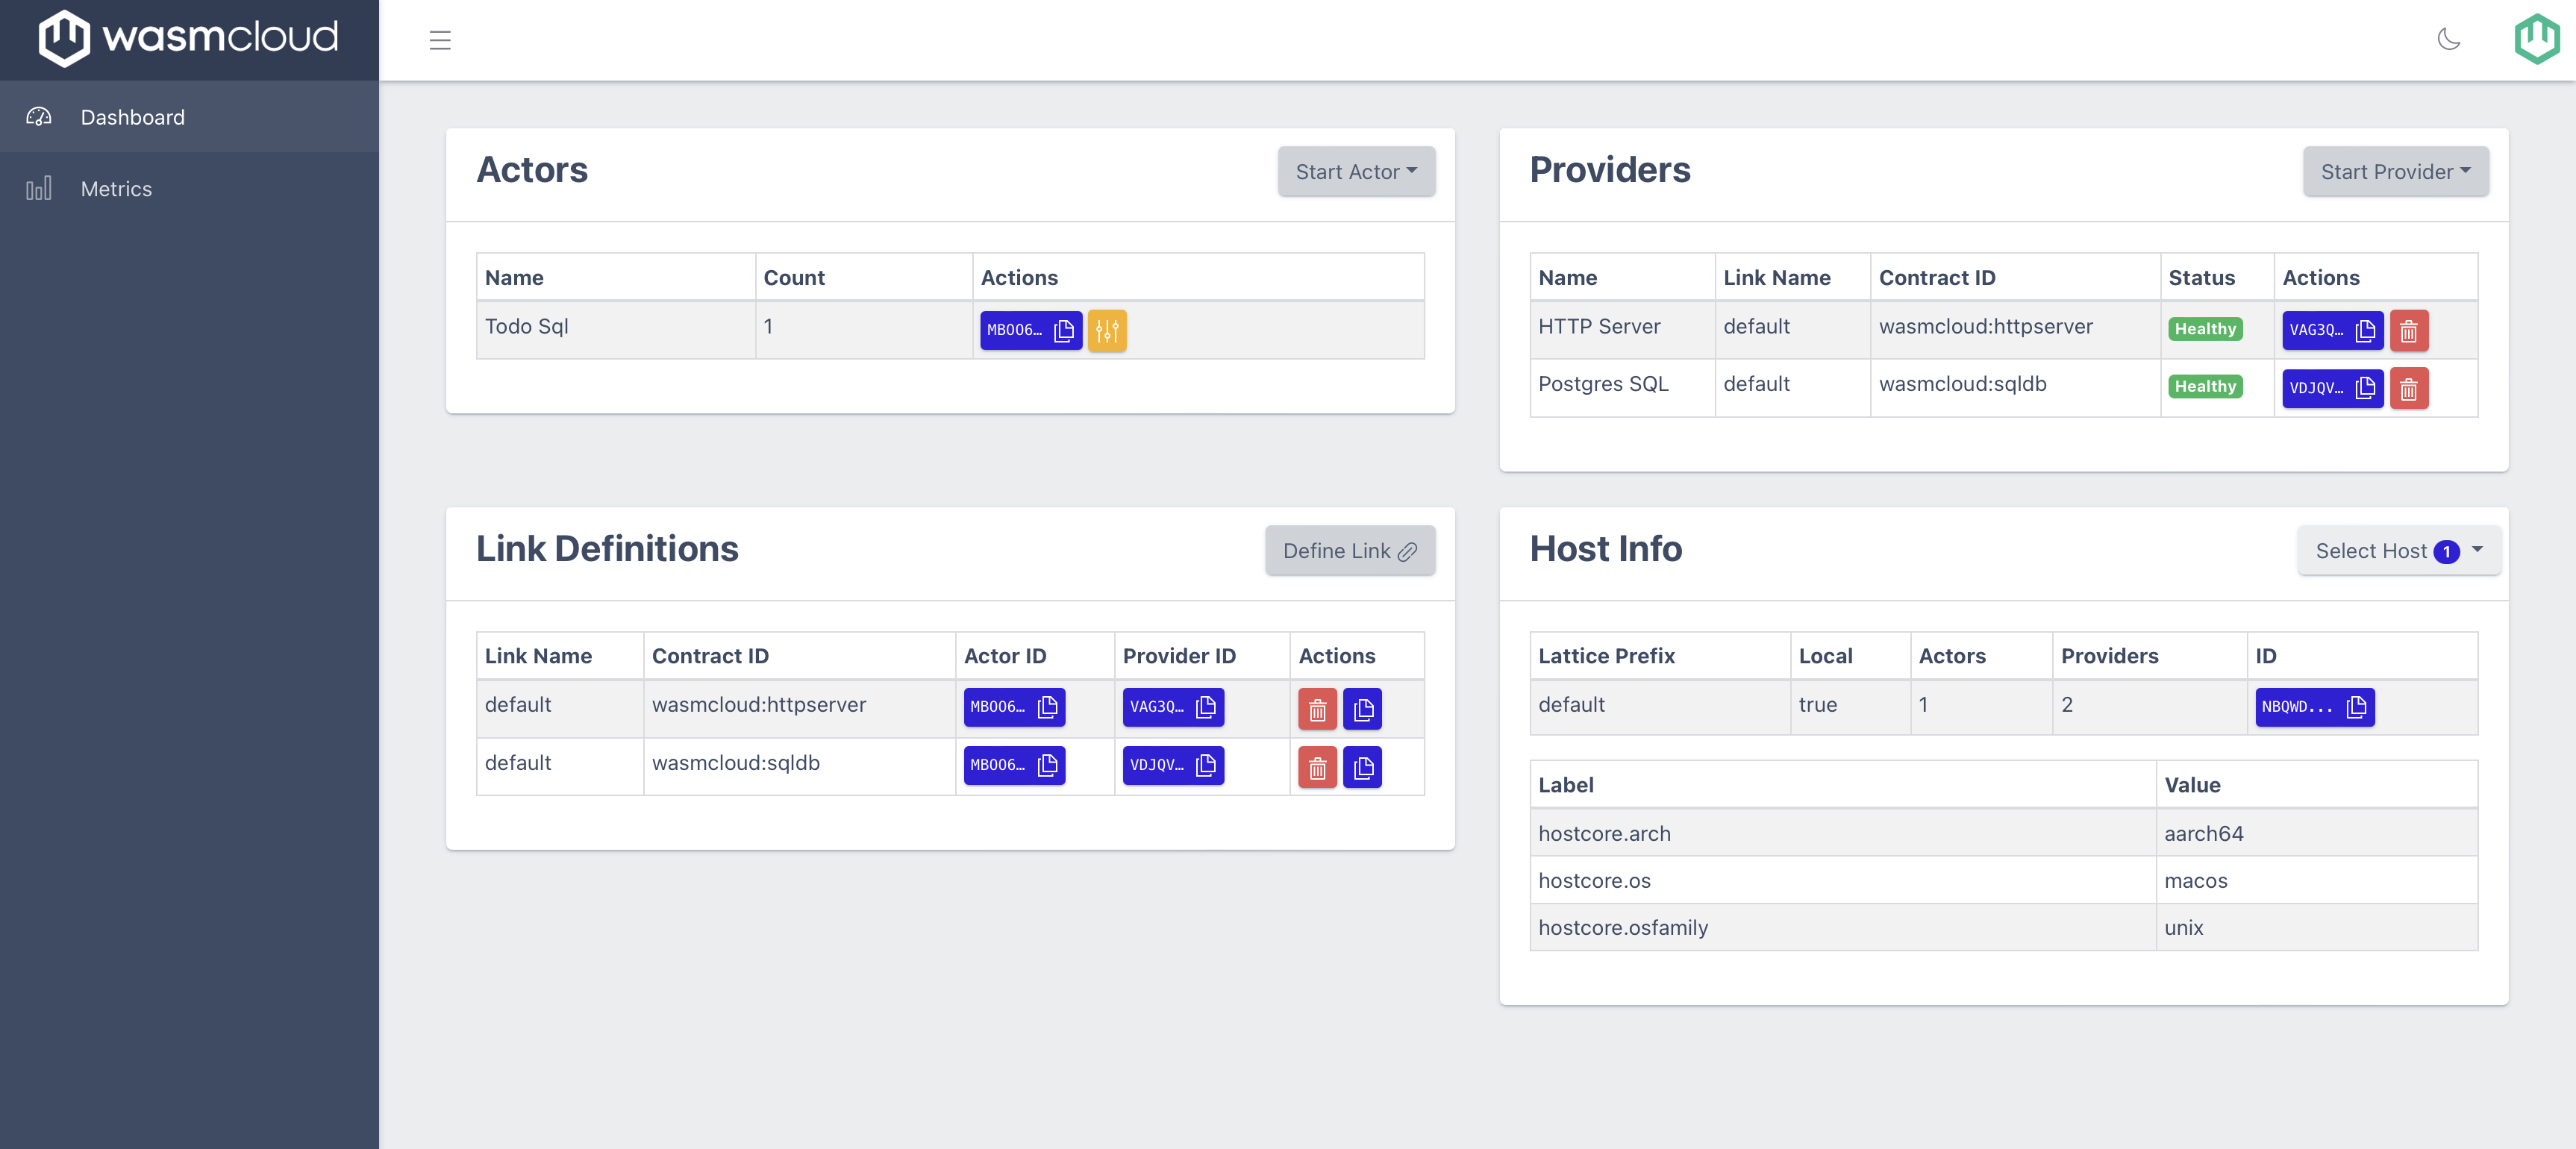 wasmcloud
Dashboard
Metrics
Actors
Start Actor
Name Count Actions
Todo Sql 1 MBOO6...
Providers
Start Provider
Name Link Name Contract ID Status Actions
HTTP Server default wasmcloud:httpserver Healthy VAG3Q...
Postgres SQL default wasmcloud:sqldb Healthy VDJQV...
Link Definitions
Define Link
Link Name Contract ID Actor ID Provider ID Actions
default wasmcloud:httpserver MBOO6... VAG3Q...
default wasmcloud:sqldb MBOO6... VDJQV...
Host Info
Select Host 1
Lattice Prefix Local Actors Providers ID
default true 1 2 NBQWD...
Label Value
hostcore.arch aarch64
hostcore.os macos
hostcore.osfamily unix